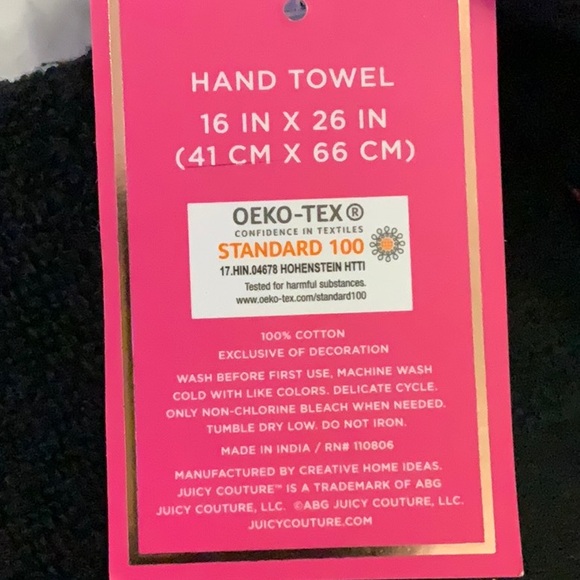 HAND TOWEL
16 IN X 26 IN
(41 CM X 66 CM)
OEKO-TEX®
CONFIDENCE IN TEXTILES
STANDARD 100
17.HIN.04678 HOHENSTEIN HTTI
Tested for harmful substances.
www.oeko-tex.com/standard100
100% COTTON
EXCLUSIVE OF DECORATION
WASH BEFORE FIRST USE, MACHINE WASH
COLD WITH LIKE COLORS. DELICATE CYCLE.
ONLY NON-CHLORINE BLEACH WHEN NEEDED.
TUMBLE DRY LOW. DO NOT IRON.
MADE IN INDIA / RN# 110806
MANUFACTURED BY CREATIVE HOME IDEAS.
JUICY COUTURE™ IS A TRADEMARK OF ABG
JUICY COUTURE, LLC. ©ABG JUICY COUTURE, LLC.
JUICYCOUTURE.COM